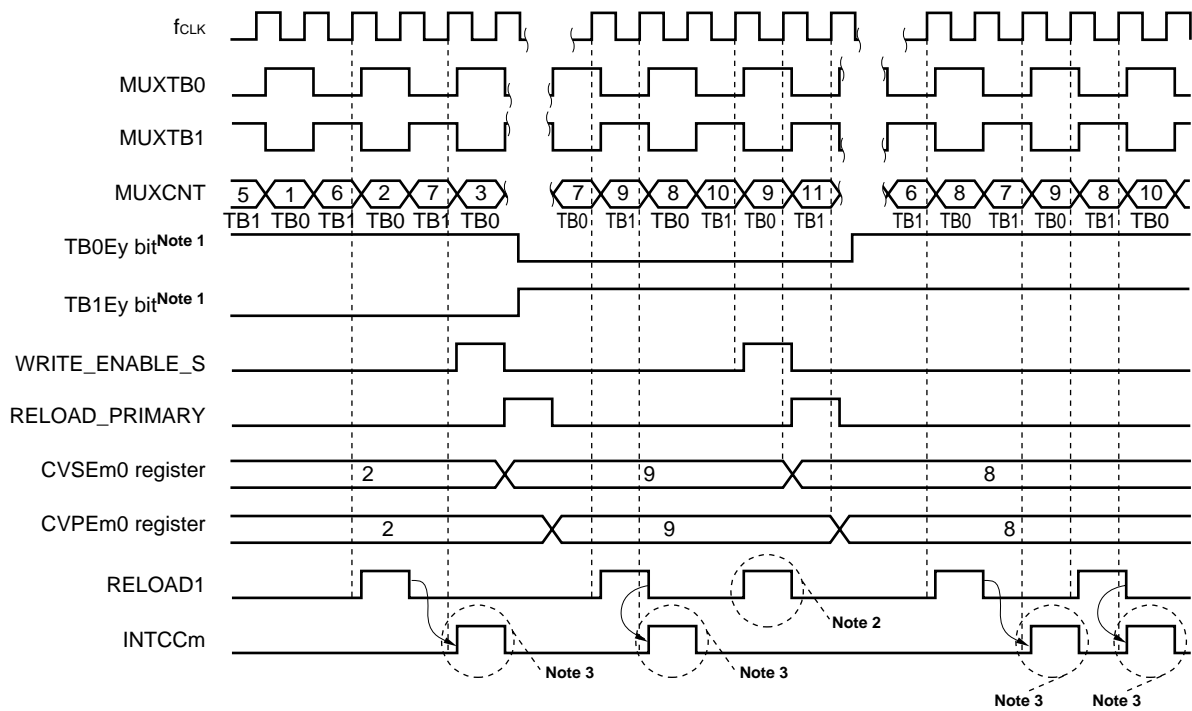 fCLK
MUXTB0
MUXTB1
MUXCNT
5 1 6 2 7 3 7 9 8 10 9 11 6 8 7 9 8 10
TB1 TB0 TB1 TB0 TB1 TB0 TB0 TB1 TB0 TB1 TB0 TB1 TB1 TB0 TB1 TB0 TB1 TB0
TB0Ey bitNote 1
TB1Ey bitNote 1
WRITE_ENABLE_S
RELOAD_PRIMARY
CVSEm0 register 2 9 8
CVPEm0 register 2 9 8
RELOAD1
Note 2
INTCCm
Note 3 Note 3
Note 3 Note 3